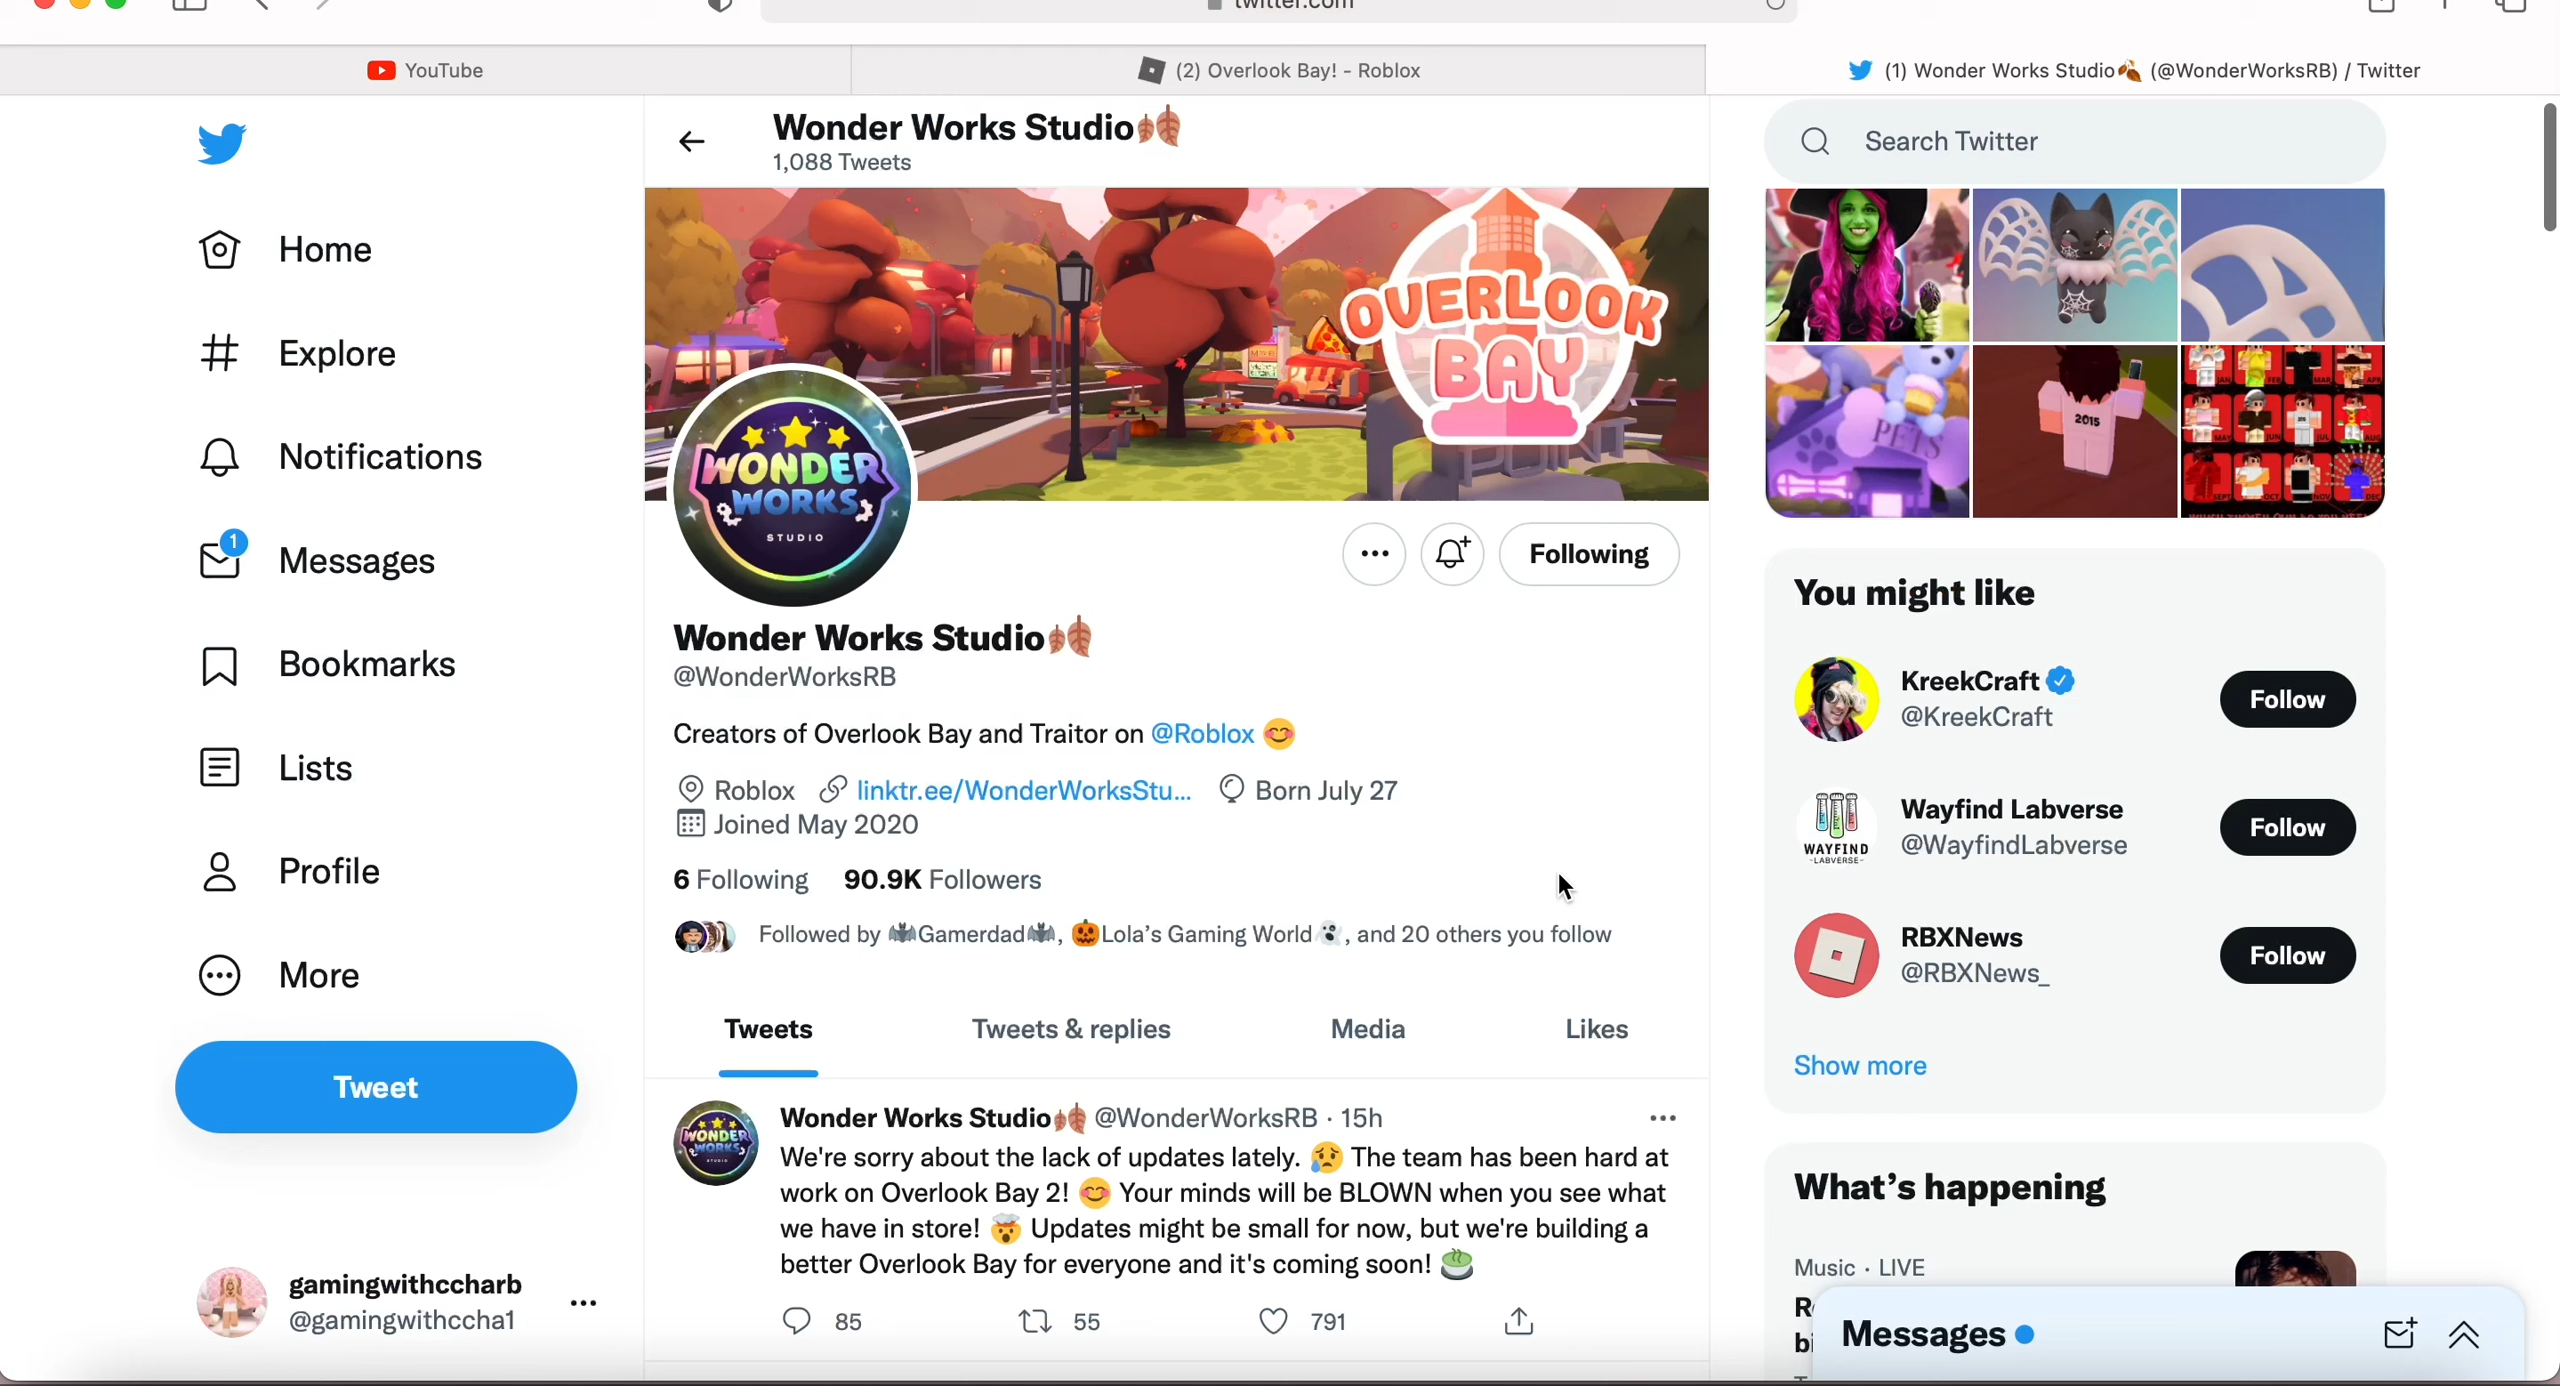 twitter.com
YouTube
(2) Overlook Bay! - Roblox
(1) Wonder Works Studio🍂 (@WonderWorksRB) / Twitter
Wonder Works Studio🍂
1,088 Tweets
Search Twitter
Home
Explore
Notifications
1
Messages
Bookmarks
Lists
Profile
More
Tweet
gamingwithccharb
@gamingwithccha1
OVERLOOK
BAY
WONDER
WORKS
STUDIO
Following
Wonder Works Studio🍂
@WonderWorksRB
Creators of Overlook Bay and Traitor on @Roblox 😊
Roblox linktr.ee/WonderWorksStu... Born July 27
Joined May 2020
6 Following 90.9K Followers
Followed by 🦇Gamerdad🦇, 🎃Lola's Gaming World👻, and 20 others you follow
Tweets Tweets & replies Media Likes
Wonder Works Studio🍂 @WonderWorksRB · 15h
We're sorry about the lack of updates lately. 😥 The team has been hard at
work on Overlook Bay 2! 😊 Your minds will be BLOWN when you see what
we have in store! 🤯 Updates might be small for now, but we're building a
better Overlook Bay for everyone and it's coming soon! 🍵
85 55 791
PETS
2015
You might like
KreekCraft
@KreekCraft
Follow
WAYFIND
-LABVERSE-
Wayfind Labverse
@WayfindLabverse
Follow
RBXNews
@RBXNews_
Follow
Show more
What's happening
Music · LIVE
Messages